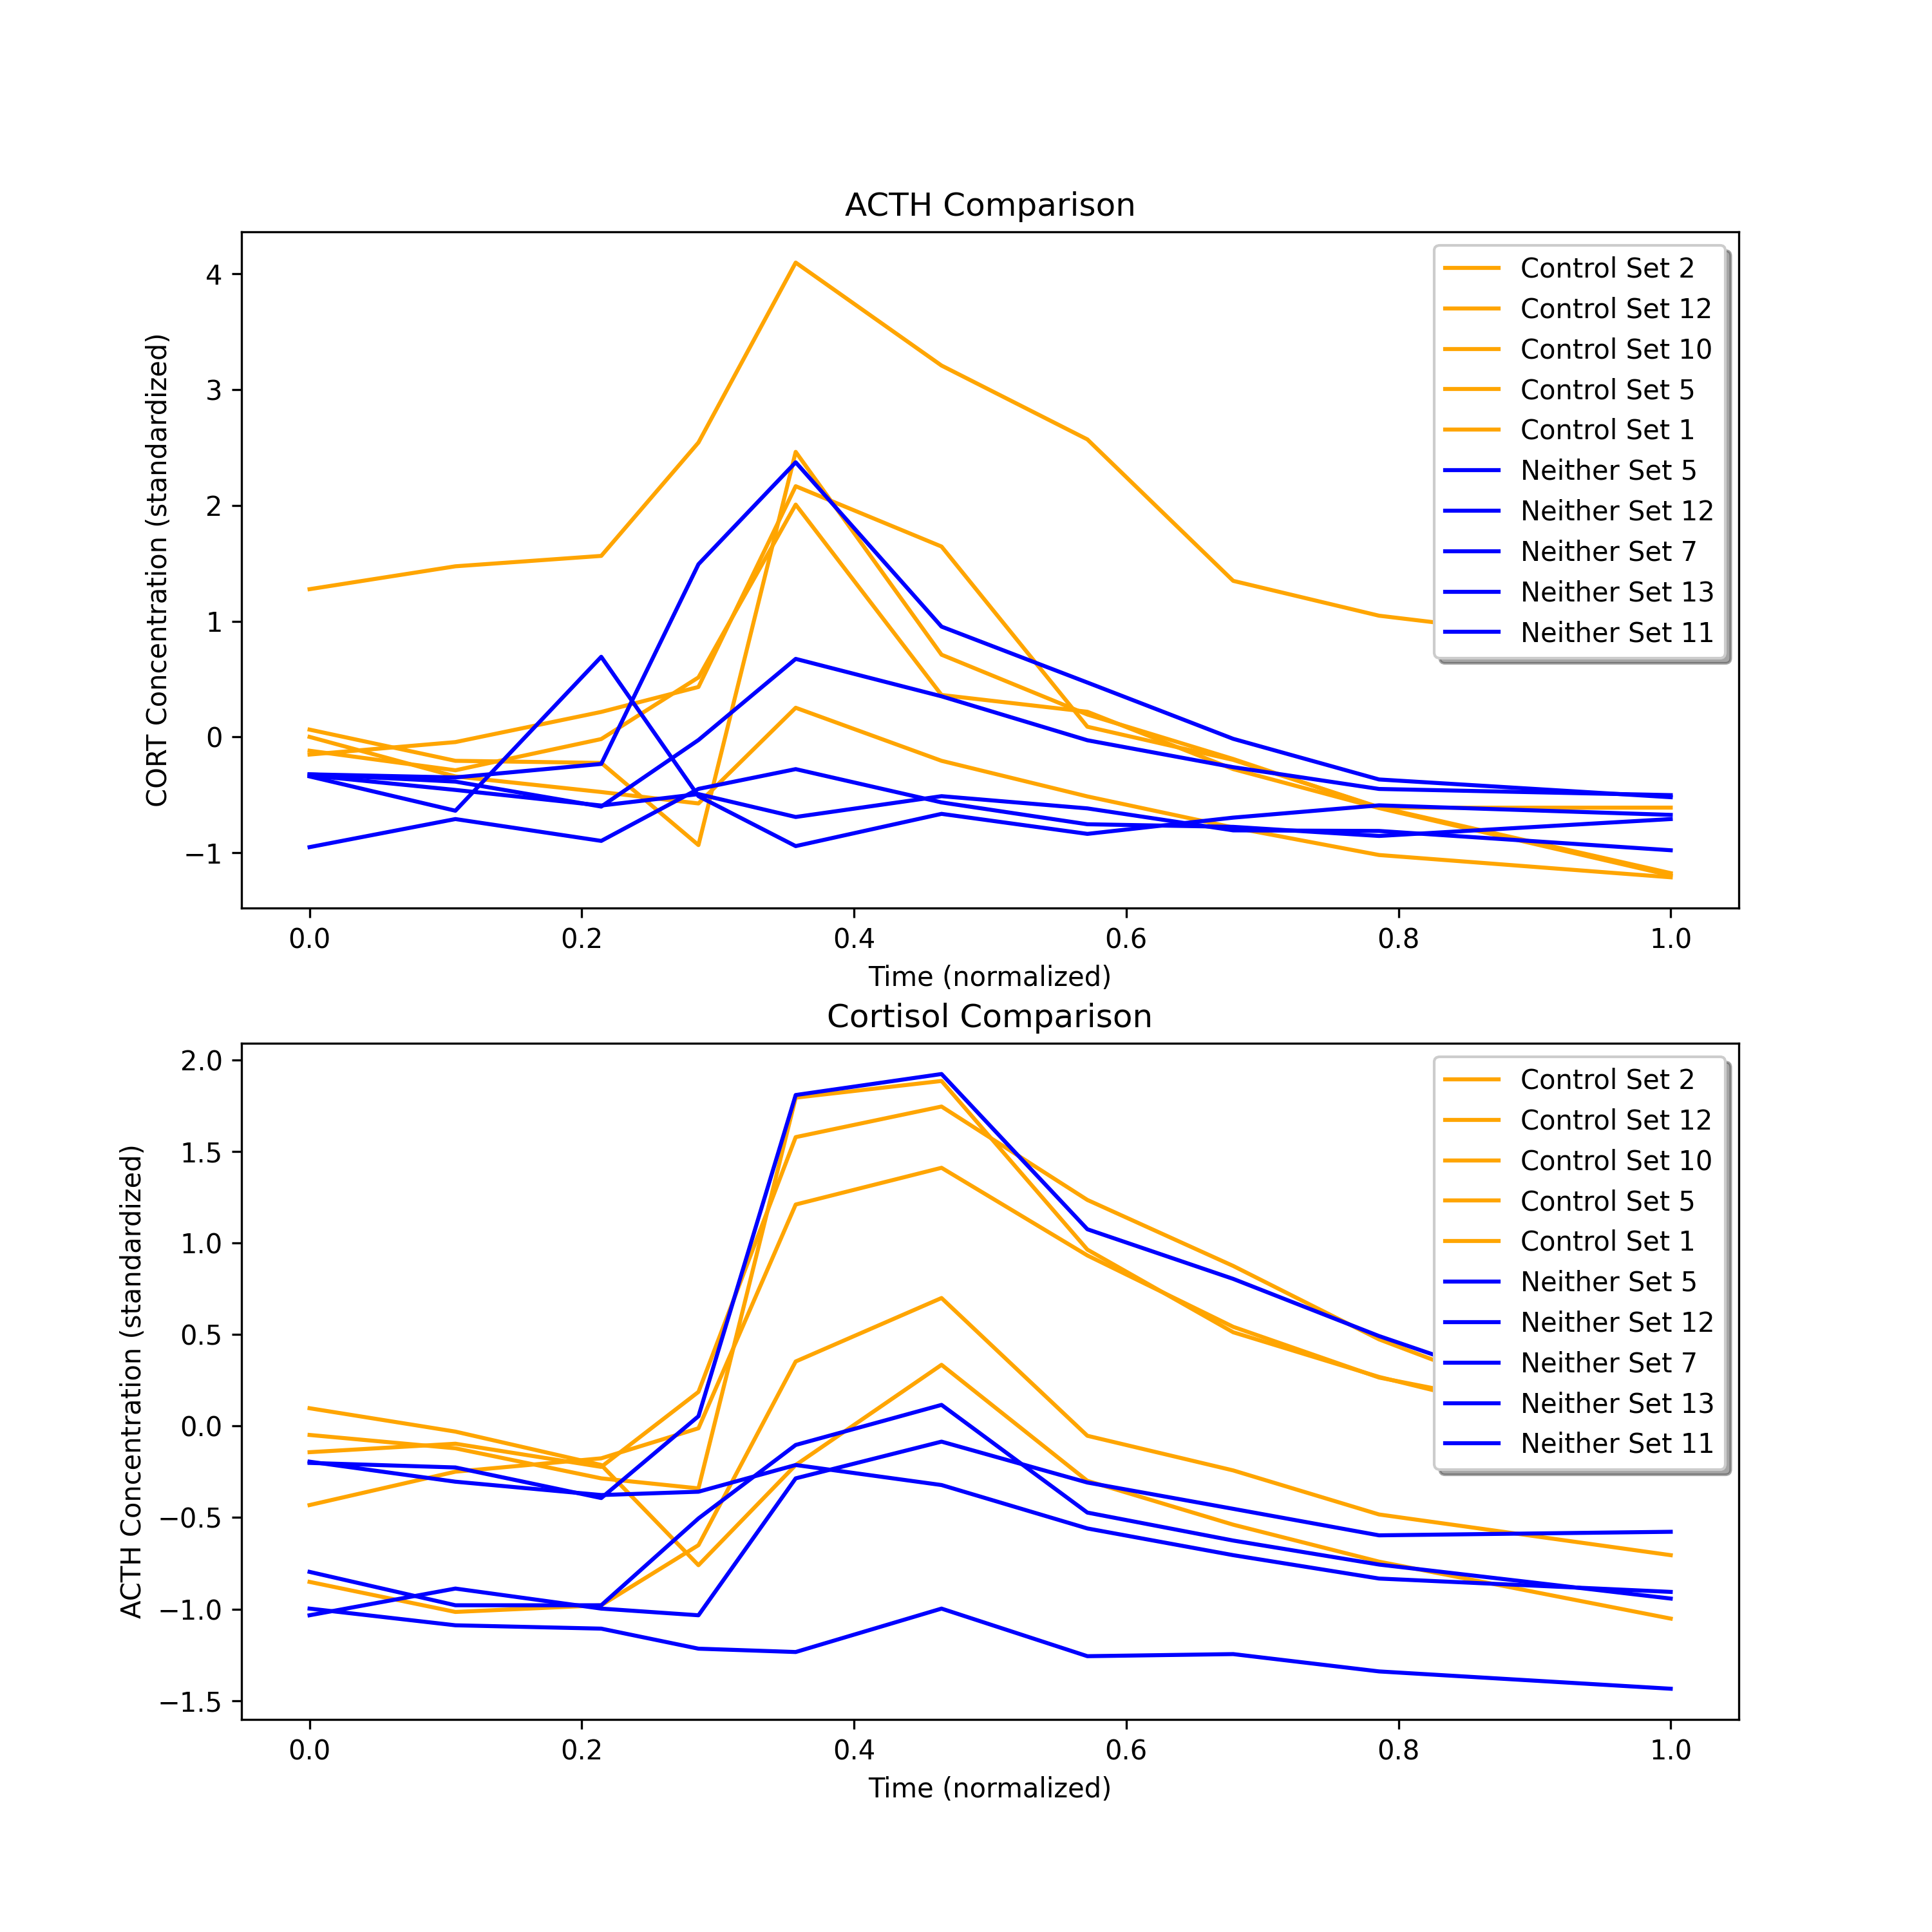 ACTH Comparison
CORT Concentration (standardized)
4
3
2
1
0
−1
0.0 0.2 0.4 0.6 0.8 1.0
Time (normalized)
Control Set 2
Control Set 12
Control Set 10
Control Set 5
Control Set 1
Neither Set 5
Neither Set 12
Neither Set 7
Neither Set 13
Neither Set 11
Cortisol Comparison
ACTH Concentration (standardized)
2.0
1.5
1.0
0.5
0.0
−0.5
−1.0
−1.5
0.0 0.2 0.4 0.6 0.8 1.0
Time (normalized)
Control Set 2
Control Set 12
Control Set 10
Control Set 5
Control Set 1
Neither Set 5
Neither Set 12
Neither Set 7
Neither Set 13
Neither Set 11